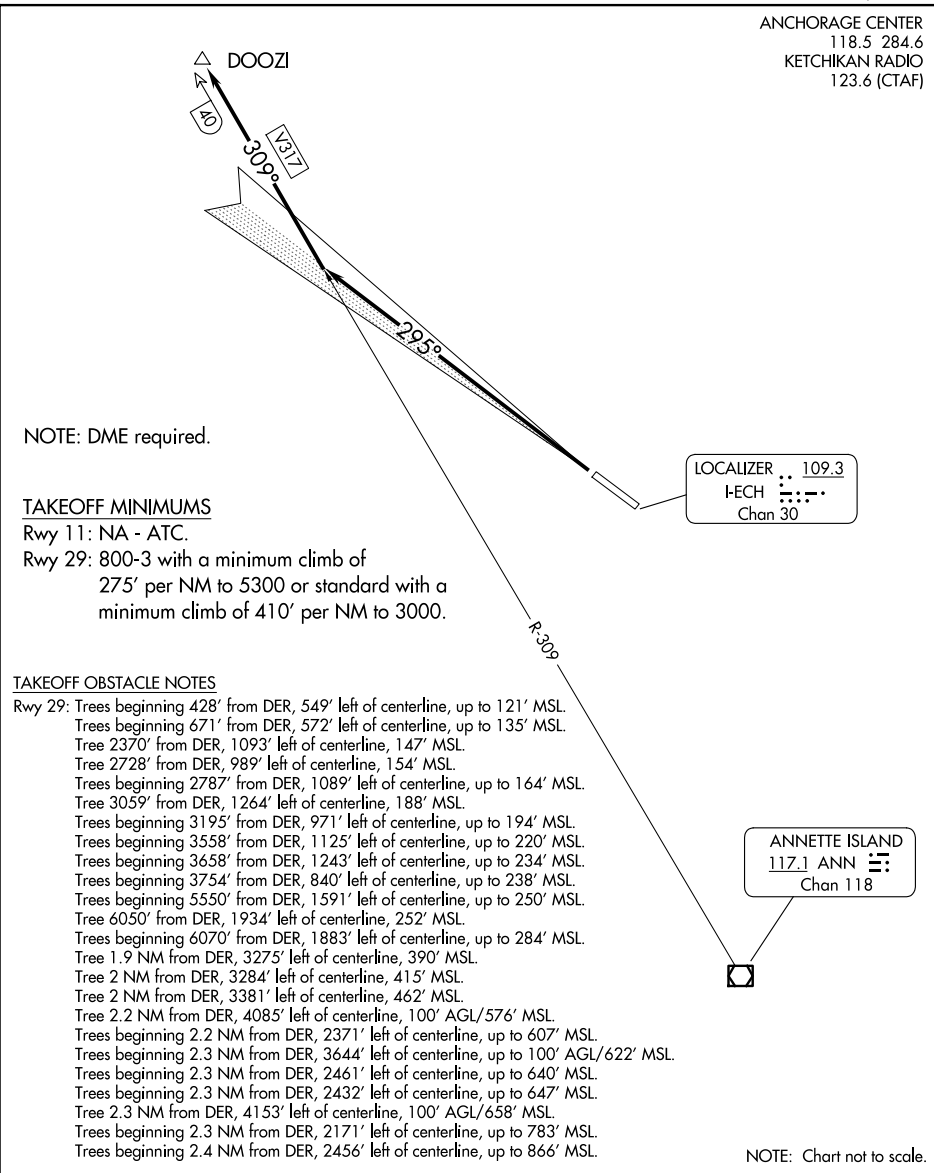 ANCHORAGE CENTER
118.5 284.6
KETCHIKAN RADIO
123.6 (CTAF)
DOOZI
40
309°
V317
295°
NOTE: DME required.
LOCALIZER 109.3
I-ECH
Chan 30
TAKEOFF MINIMUMS
Rwy 11: NA - ATC.
Rwy 29: 800-3 with a minimum climb of
275' per NM to 5300 or standard with a
minimum climb of 410' per NM to 3000.
R-309
TAKEOFF OBSTACLE NOTES
Rwy 29: Trees beginning 428' from DER, 549' left of centerline, up to 121' MSL.
Trees beginning 671' from DER, 572' left of centerline, up to 135' MSL.
Tree 2370' from DER, 1093' left of centerline, 147' MSL.
Tree 2728' from DER, 989' left of centerline, 154' MSL.
Trees beginning 2787' from DER, 1089' left of centerline, up to 164' MSL.
Tree 3059' from DER, 1264' left of centerline, 188' MSL.
Trees beginning 3195' from DER, 971' left of centerline, up to 194' MSL.
Trees beginning 3558' from DER, 1125' left of centerline, up to 220' MSL.
Trees beginning 3658' from DER, 1243' left of centerline, up to 234' MSL.
Trees beginning 3754' from DER, 840' left of centerline, up to 238' MSL.
Trees beginning 5550' from DER, 1591' left of centerline, up to 250' MSL.
Tree 6050' from DER, 1934' left of centerline, 252' MSL.
Trees beginning 6070' from DER, 1883' left of centerline, up to 284' MSL.
Tree 1.9 NM from DER, 3275' left of centerline, 390' MSL.
Tree 2 NM from DER, 3284' left of centerline, 415' MSL.
Tree 2 NM from DER, 3381' left of centerline, 462' MSL.
Tree 2.2 NM from DER, 4085' left of centerline, 100' AGL/576' MSL.
Trees beginning 2.2 NM from DER, 2371' left of centerline, up to 607' MSL.
Trees beginning 2.3 NM from DER, 3644' left of centerline, up to 100' AGL/622' MSL.
Trees beginning 2.3 NM from DER, 2461' left of centerline, up to 640' MSL.
Trees beginning 2.3 NM from DER, 2432' left of centerline, up to 647' MSL.
Tree 2.3 NM from DER, 4153' left of centerline, 100' AGL/658' MSL.
Trees beginning 2.3 NM from DER, 2171' left of centerline, up to 783' MSL.
Trees beginning 2.4 NM from DER, 2456' left of centerline, up to 866' MSL.
ANNETTE ISLAND
117.1 ANN
Chan 118
NOTE: Chart not to scale.